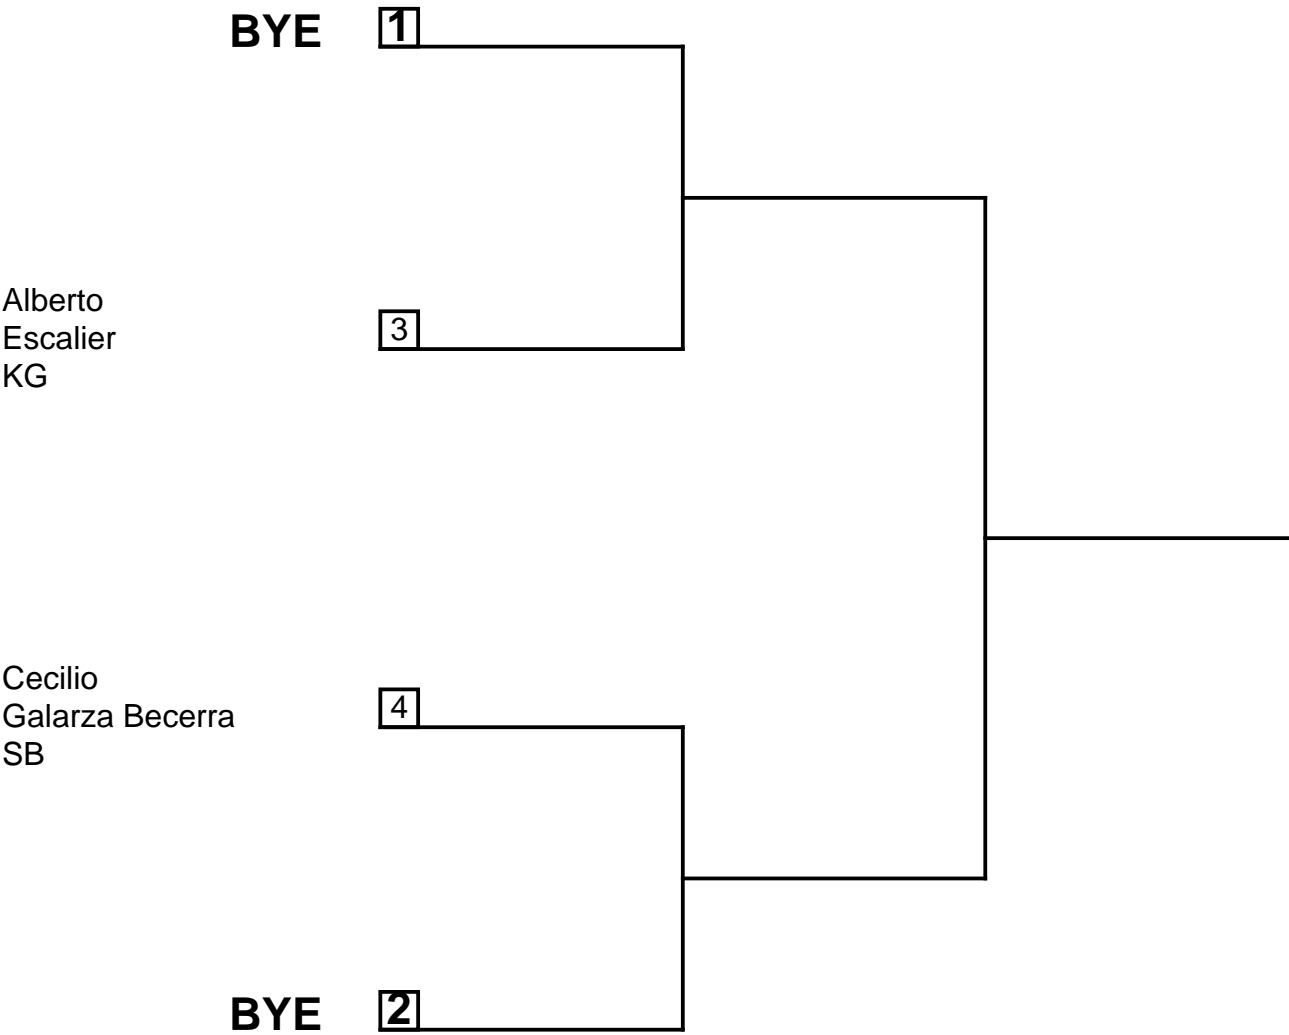 BYE 1
Alberto
Escalier
KG
3
Cecilio
Galarza Becerra
SB
4
BYE 2